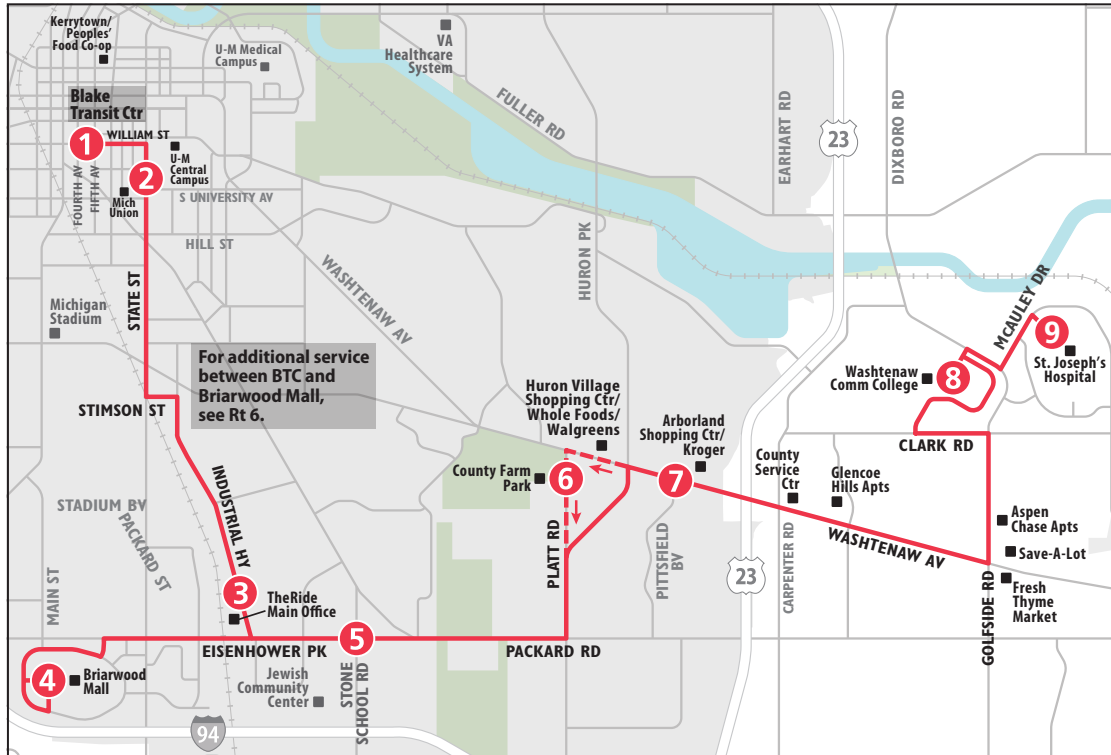 Kerrytown/
Peoples'
Food Co-op
U-M Medical
Campus
VA
Healthcare
System
FULLER RD
EARHART RD
23
DIXBORO RD
Blake
Transit Ctr
1
WILLIAM ST
2
U-M
Central
Campus
FOURTH AV
FIFTH AV
Mich
Union
S UNIVERSITY AV
HILL ST
WASHTENAW AV
HURON PK
STATE ST
Michigan
Stadium
MCAULEY DR
9
St. Joseph's
Hospital
For additional service
between BTC and
Briarwood Mall,
see Rt 6.
Washtenaw
Comm College
8
STIMSON ST
Huron Village
Shopping Ctr/
Whole Foods/
Walgreens
Arborland
Shopping Ctr/
Kroger
CLARK RD
County Farm
Park
6
7
County
Service
Ctr
Glencoe
Hills Apts
STADIUM BV
PACKARD ST
INDUSTRIAL HY
PLATT RD
PITTSFIELD
BV
WASHTENAW AV
Aspen
Chase Apts
Save-A-Lot
Fresh
Thyme
Market
MAIN ST
3
TheRide
Main Office
23
CARPENTER RD
GOLFSIDE RD
5
EISENHOWER PK
PACKARD RD
4
Briarwood
Mall
Jewish
Community
Center
STONE
SCHOOL RD
94